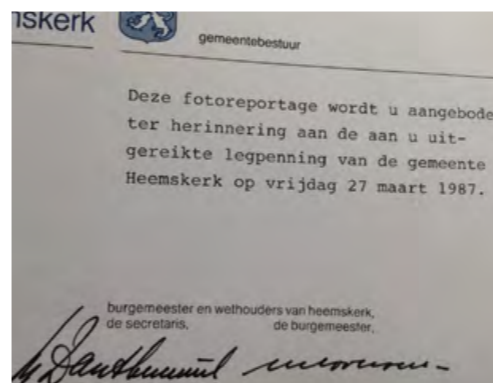 nskerk
gemeentebestuur
Deze fotoreportage wordt u aangebode
ter herinnering aan de aan u uit-
gereikte legpenning van de gemeente
Heemskerk op vrijdag 27 maart 1987.
burgemeester en wethouders van heemskerk,
de secretaris, de burgemeester,